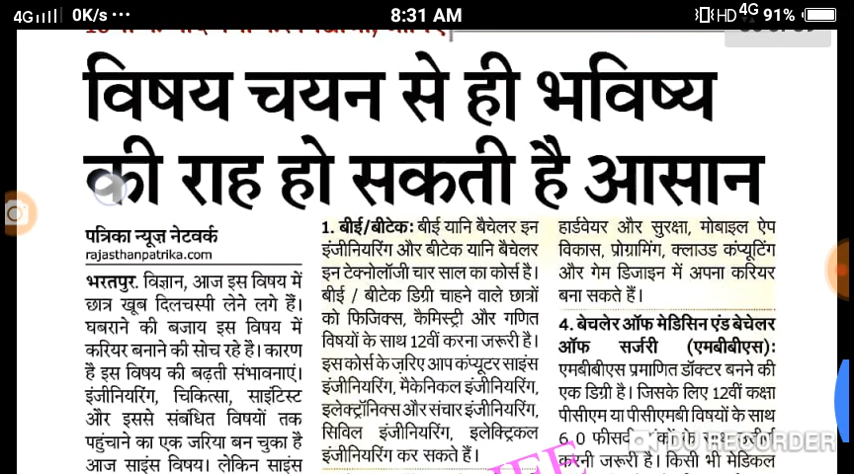 4G 0K/s ••• 8:31 AM HD 4G 91%
विषय चयन से ही भविष्य
की राह हो सकती है आसान
पत्रिका न्यूज़ नेटवर्क
rajasthanpatrika.com
भरतपुर. विज्ञान, आज इस विषय में
छात्र खूब दिलचस्पी लेने लगे हैं।
घबराने की बजाय इस विषय में
करियर बनाने की सोच रहे है। कारण
है इस विषय की बढ़ती संभावनाएं।
इंजीनियरिंग, चिकित्सा, साइंटिस्ट
और इससे संबंधित विषयों तक
पहुंचाने का एक जरिया बन चुका है
आज साइंस विषय। लेकिन साइंस
1. बीई/बीटेक: बीई यानि बैचेलर इन
इंजीनियरिंग और बीटेक यानि बैचेलर
इन टेक्नोलॉजी चार साल का कोर्स है।
बीई / बीटेक डिग्री चाहने वाले छात्रों
को फिजिक्स, कैमिस्ट्री और गणित
विषयों के साथ 12वीं करना जरूरी है।
इस कोर्स के ज़रिए आप कंप्यूटर साइंस
इंजीनियरिंग, मैकेनिकल इंजीनियरिंग,
इलेक्ट्रॉनिक्स और संचार इंजीनियरिंग,
सिविल इंजीनियरिंग, इलेक्ट्रिकल
इंजीनियरिंग कर सकते हैं।
हार्डवेयर और सुरक्षा, मोबाइल ऐप
विकास, प्रोग्रामिंग, क्लाउड कंप्यूटिंग
और गेम डिजाइन में अपना करियर
बना सकते हैं।
4. बेचलेर ऑफ मेडिसिन एंड बेचेलर
ऑफ सर्जरी (एमबीबीएस):
एमबीबीएस प्रमाणित डॉक्टर बनने की
एक डिग्री है। जिसके लिए 12वीं कक्षा
पीसीएम या पीसीएमबी विषयों के साथ
करनी जरूरी है। किसी भी मेडिकल
DU RECORDER